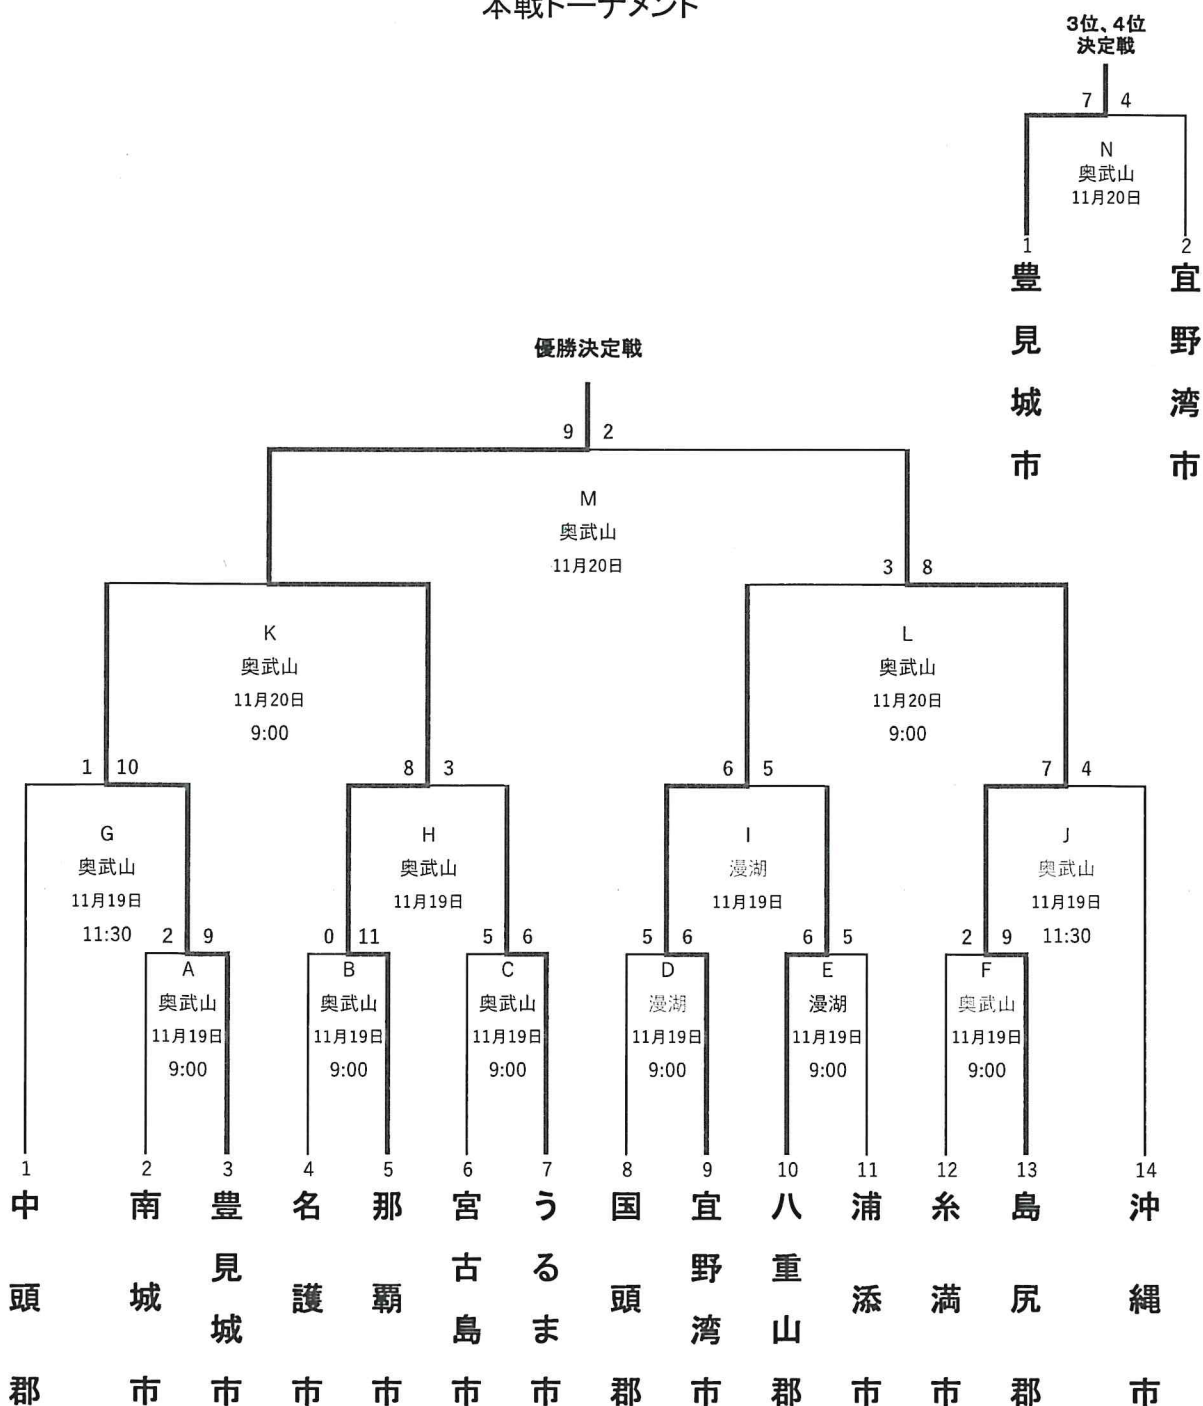 本戦トーナメント
3位、4位
決定戦
7 4
N
奥武山
11月20日
1 2
豊見城市
宜野湾市
優勝決定戦
9 2
M
奥武山
11月20日
3 8
K
奥武山
11月20日
9:00
L
奥武山
11月20日
9:00
1 10
8 3
6 5
7 4
G
奥武山
11月19日
11:30
H
奥武山
11月19日
I
漫湖
11月19日
J
奥武山
11月19日
11:30
2 9
0 11
5 6
5 6
6 5
2 9
A
奥武山
11月19日
9:00
B
奥武山
11月19日
9:00
C
奥武山
11月19日
9:00
D
漫湖
11月19日
9:00
E
漫湖
11月19日
9:00
F
奥武山
11月19日
9:00
1 2 3 4 5 6 7 8 9 10 11 12 13 14
中頭郡
南城市
豊見城市
名護市
那覇市
宮古島市
うるま市
国頭郡
宜野湾市
八重山郡
浦添市
糸満市
島尻郡
沖縄市